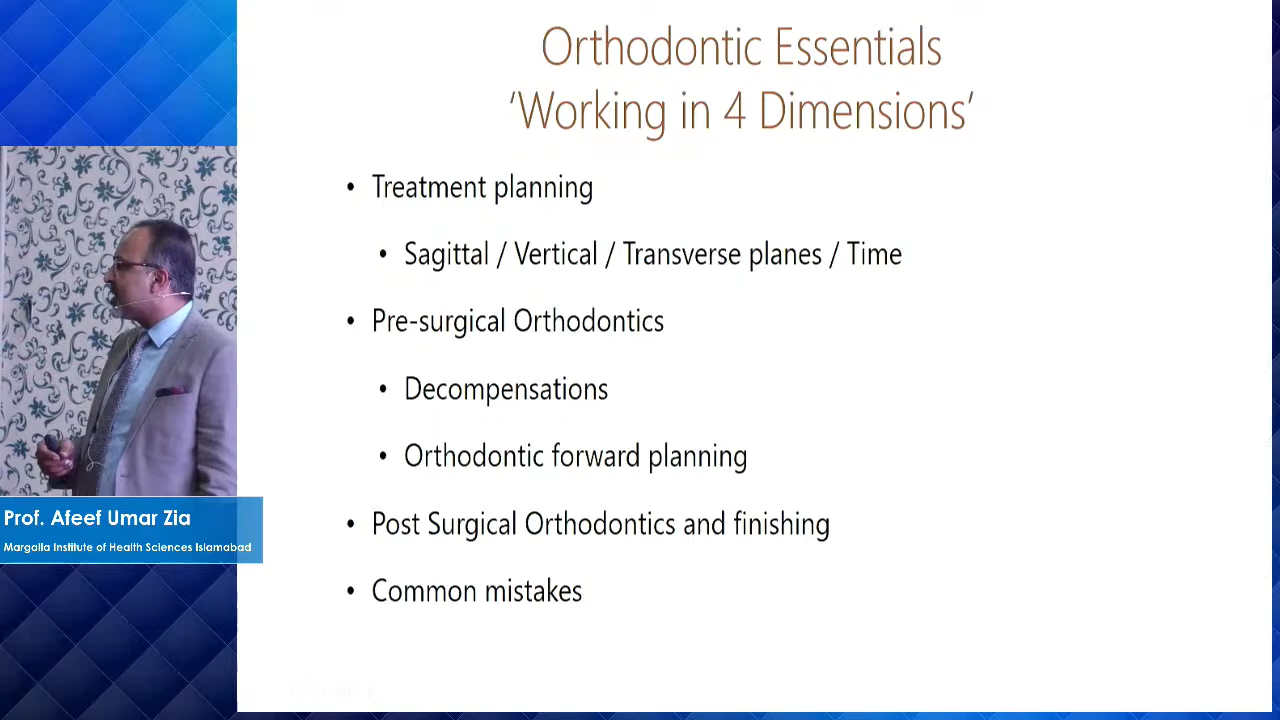 Orthodontic Essentials
‘Working in 4 Dimensions’
• Treatment planning
• Sagittal / Vertical / Transverse planes / Time
• Pre-surgical Orthodontics
• Decompensations
• Orthodontic forward planning
• Post Surgical Orthodontics and finishing
• Common mistakes
Prof. Afeef Umar Zia
Margalla Institute of Health Sciences Islamabad